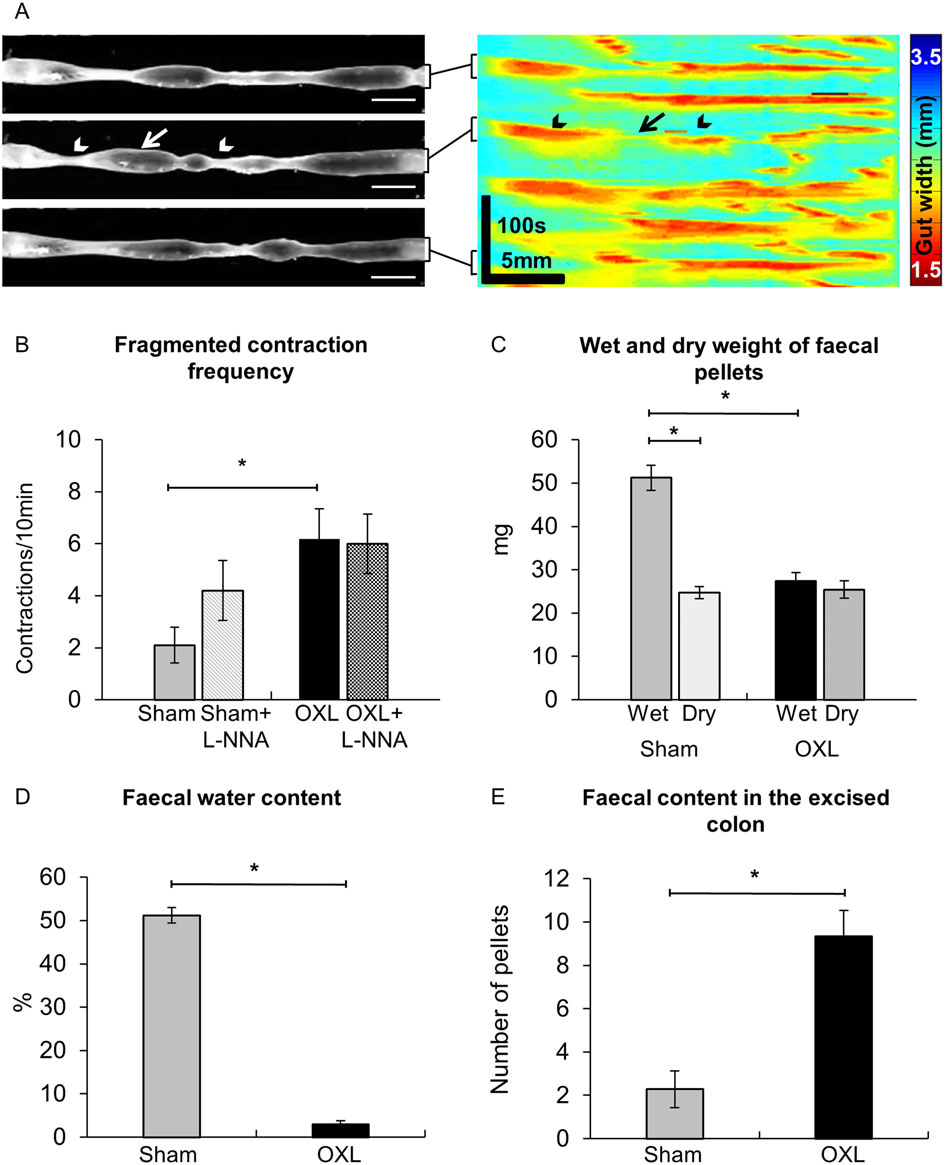 A
3.5
Gut width (mm)
1.5
100s
5mm
B
Fragmented contraction
frequency
*
Contractions/10min
10
8
6
4
2
0
Sham
Sham+
L-NNA
OXL
OXL+
L-NNA
C
Wet and dry weight of faecal
pellets
*
*
mg
60
50
40
30
20
10
0
Wet
Dry
Wet
Dry
Sham
OXL
D
Faecal water content
*
%
60
50
40
30
20
10
0
Sham
OXL
E
Faecal content in the excised
colon
*
Number of pellets
12
10
8
6
4
2
0
Sham
OXL